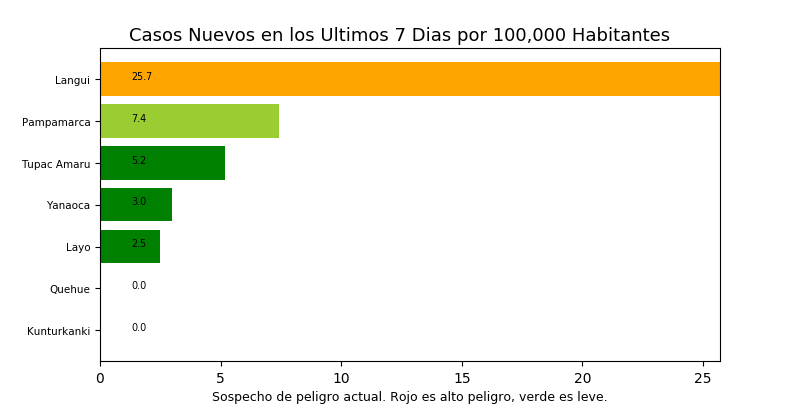 Casos Nuevos en los Ultimos 7 Dias por 100,000 Habitantes
Langui 25.7
Pampamarca 7.4
Tupac Amaru 5.2
Yanaoca 3.0
Layo 2.5
Quehue 0.0
Kunturkanki 0.0
0 5 10 15 20 25
Sospecho de peligro actual. Rojo es alto peligro, verde es leve.